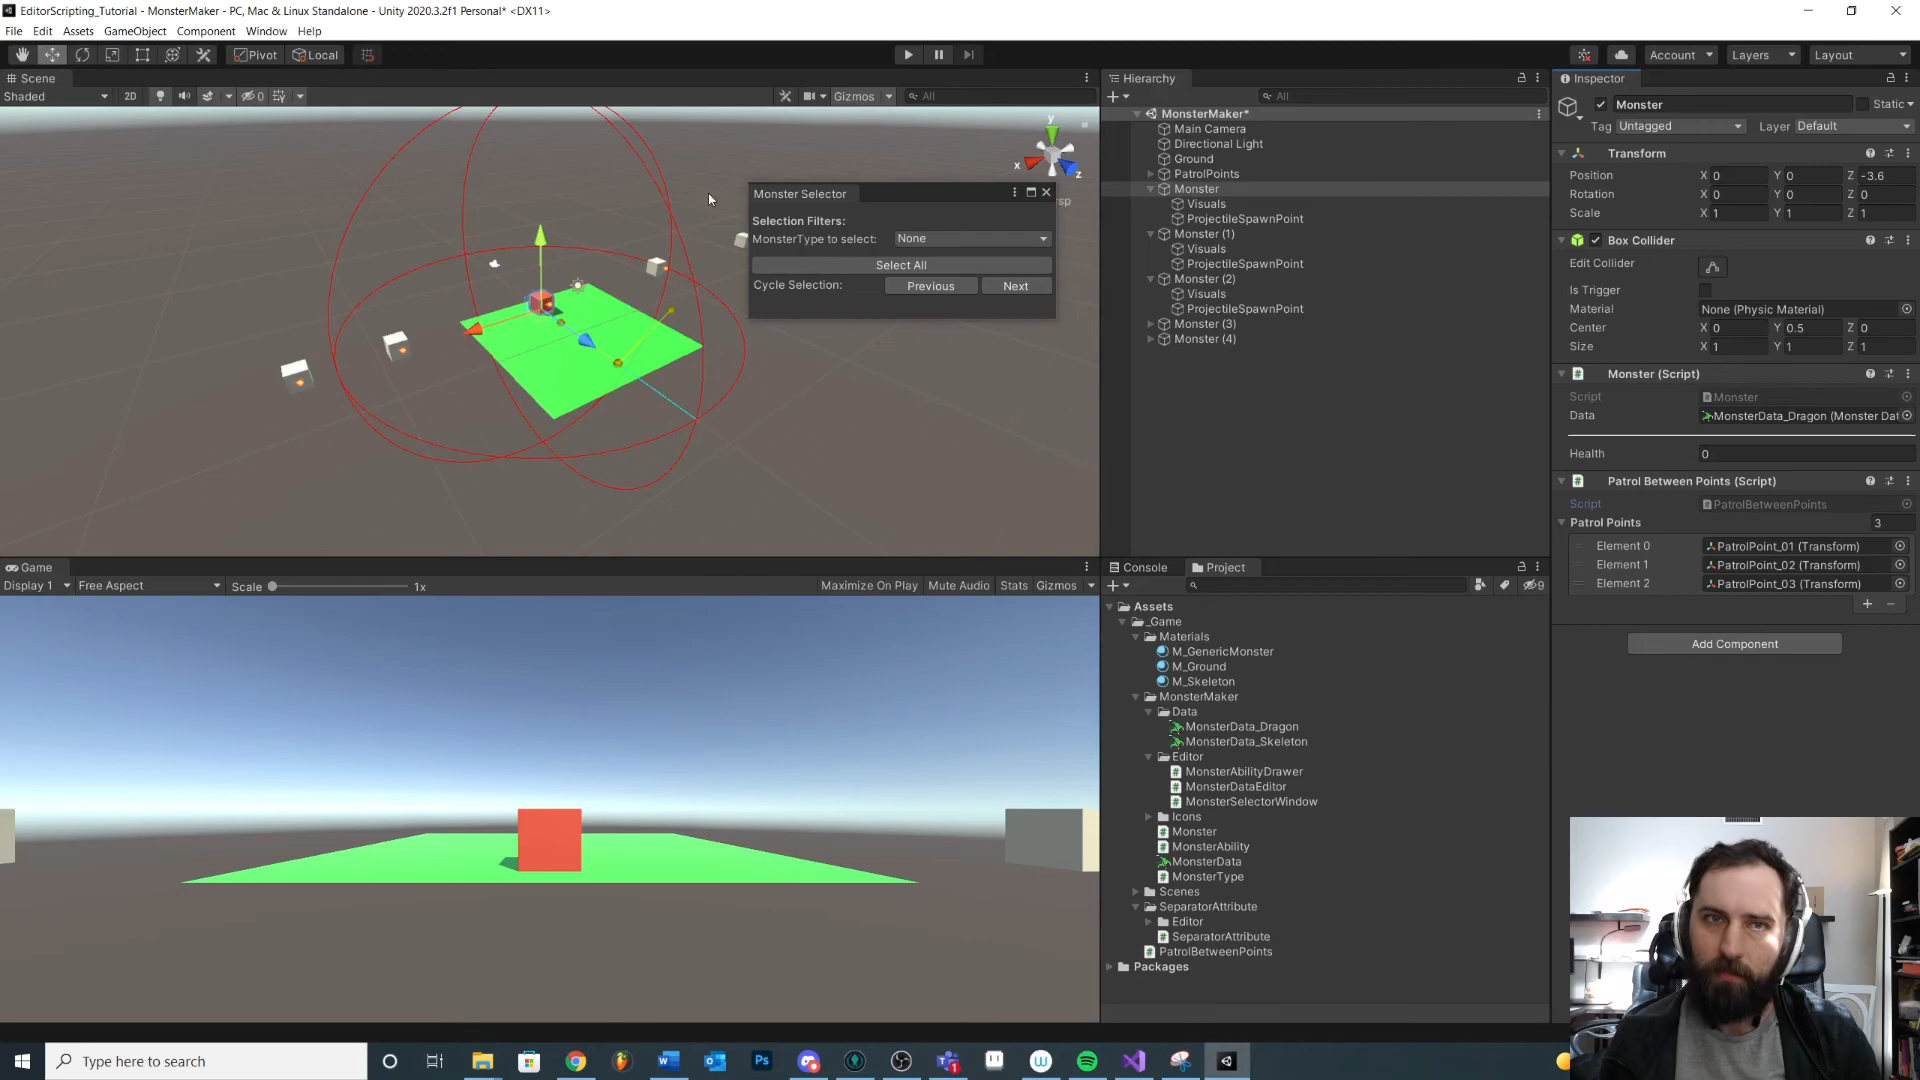 EditorScripting_Tutorial - MonsterMaker - PC, Mac & Linux Standalone - Unity 2020.3.2f1 Personal* <DX11>
File Edit Assets GameObject Component Window Help
Pivot Local Account Layers Layout
Scene
Shaded 2D 0 Gizmos All
y
x
z
Monster Selector
Selection Filters:
MonsterType to select: None
Select All
Cycle Selection: Previous Next
Hierarchy
All
MonsterMaker*
Main Camera
Directional Light
Ground
PatrolPoints
Monster
Visuals
ProjectileSpawnPoint
Monster (1)
Visuals
ProjectileSpawnPoint
Monster (2)
Visuals
ProjectileSpawnPoint
Monster (3)
Monster (4)
Inspector
Monster Static
Tag Untagged Layer Default
Transform
Position X 0 Y 0 Z -3.6
Rotation X 0 Y 0 Z 0
Scale X 1 Y 1 Z 1
Box Collider
Edit Collider
Is Trigger
Material None (Physic Material)
Center X 0 Y 0.5 Z 0
Size X 1 Y 1 Z 1
Monster (Script)
Script Monster
Data MonsterData_Dragon (Monster Dat
Health 0
Patrol Between Points (Script)
Script PatrolBetweenPoints
Patrol Points 3
Element 0 PatrolPoint_01 (Transform)
Element 1 PatrolPoint_02 (Transform)
Element 2 PatrolPoint_03 (Transform)
Add Component
Game
Display 1 Free Aspect Scale 1x Maximize On Play Mute Audio Stats Gizmos
Console Project
9
Assets
_Game
Materials
M_GenericMonster
M_Ground
M_Skeleton
MonsterMaker
Data
MonsterData_Dragon
MonsterData_Skeleton
Editor
MonsterAbilityDrawer
MonsterDataEditor
MonsterSelectorWindow
Icons
Monster
MonsterAbility
MonsterData
MonsterType
Scenes
SeparatorAttribute
Editor
SeparatorAttribute
PatrolBetweenPoints
Packages
Type here to search